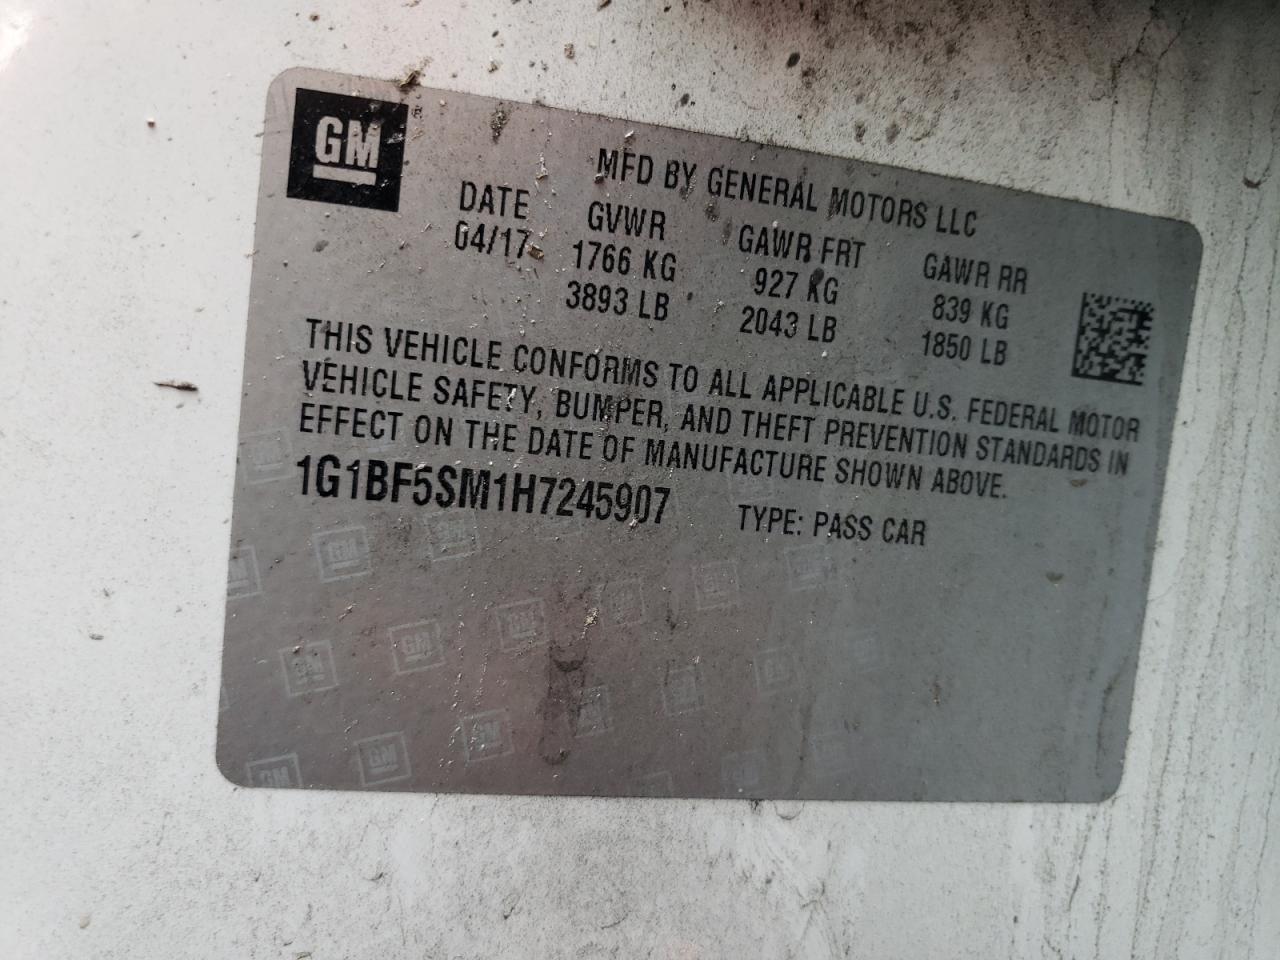 GM
MFD BY GENERAL MOTORS LLC
DATE GVWR GAWR FRT GAWR RR
04/17 1766 KG 927 KG 839 KG
3893 LB 2043 LB 1850 LB
THIS VEHICLE CONFORMS TO ALL APPLICABLE U.S. FEDERAL MOTOR
VEHICLE SAFETY, BUMPER, AND THEFT PREVENTION STANDARDS IN
EFFECT ON THE DATE OF MANUFACTURE SHOWN ABOVE.
1G1BF5SM1H7245907 TYPE: PASS CAR